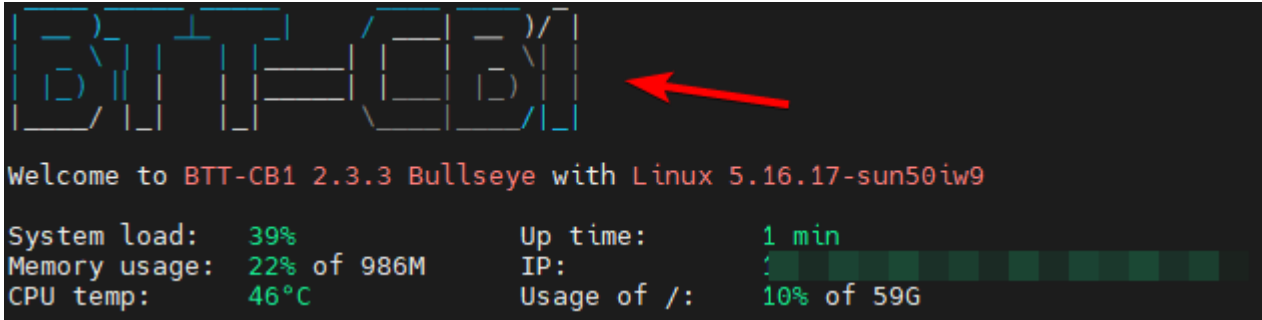 BTT-CB1
Welcome to BTT-CB1 2.3.3 Bullseye with Linux 5.16.17-sun50iw9
System load: 39% Up time: 1 min
Memory usage: 22% of 986M IP:
CPU temp: 46°C Usage of /: 10% of 59G